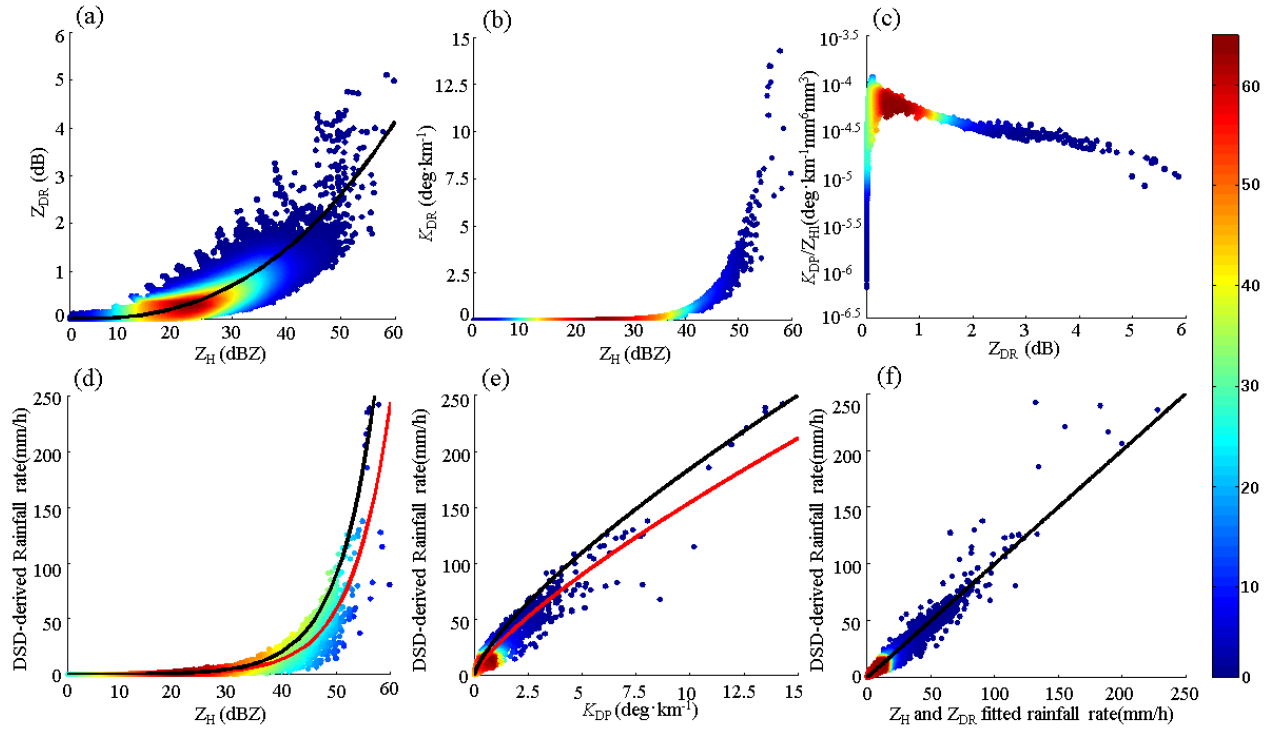 (a)
Z_DR (dB)
6
5
4
3
2
1
0
0 10 20 30 40 50 60
Z_H (dBZ)
(b)
K_DR (deg·km⁻¹)
15
12.5
10
7.5
5
2.5
0
0 10 20 30 40 50 60
Z_H (dBZ)
(c)
K_DP/Z_HI(deg·km⁻¹mm⁶mm³)
10^-3.5
10^-4
10^-4.5
10^-5
10^-5.5
10^-6
10^-6.5
0 1 2 3 4 5 6
Z_DR (dB)
(d)
DSD-derived Rainfall rate(mm/h)
250
200
150
100
50
0
0 10 20 30 40 50 60
Z_H (dBZ)
(e)
DSD-derived Rainfall rate(mm/h)
250
200
150
100
50
0
0 2.5 5 7.5 10 12.5 15
K_DP (deg·km⁻¹)
(f)
DSD-derived Rainfall rate(mm/h)
250
200
150
100
50
0
0 50 100 150 200 250
Z_H and Z_DR fitted rainfall rate(mm/h)
60
50
40
30
20
10
0